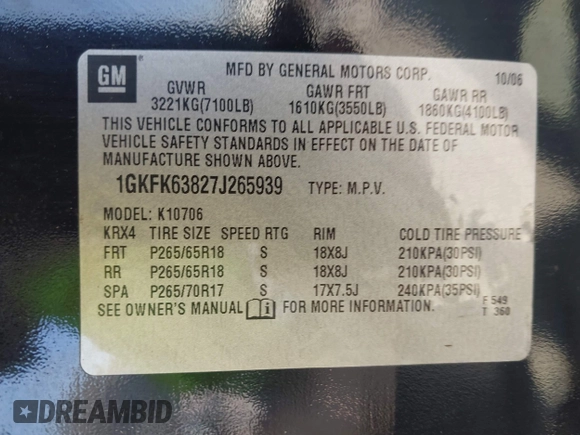 GM
MFD BY GENERAL MOTORS CORP.
10/06
GVWR GAWR FRT GAWR RR
3221KG(7100LB) 1610KG(3550LB) 1860KG(4100LB)
THIS VEHICLE CONFORMS TO ALL APPLICABLE U.S. FEDERAL MOTOR
VEHICLE SAFETY STANDARDS IN EFFECT ON THE DATE OF
MANUFACTURE SHOWN ABOVE.
1GKFK63827J265939 TYPE: M.P.V.
MODEL: K10706
KRX4 TIRE SIZE SPEED RTG RIM COLD TIRE PRESSURE
FRT P265/65R18 S 18X8J 210KPA(30PSI)
RR P265/65R18 S 18X8J 210KPA(30PSI)
SPA P265/70R17 S 17X7.5J 240KPA(35PSI)
SEE OWNER'S MANUAL i FOR MORE INFORMATION.
F 549
T 360
DREAMBID